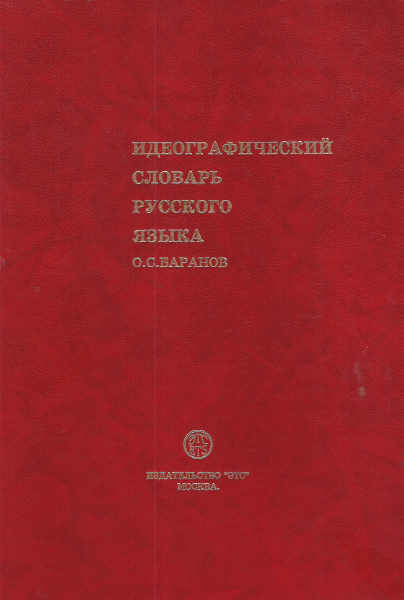 ИДЕОГРАФИЧЕСКИЙ
СЛОВАРЬ
РУССКОГО
ЯЗЫКА
О.С.БАРАНОВ
ИЗДАТЕЛЬСТВО "ЭТС"
МОСКВА.